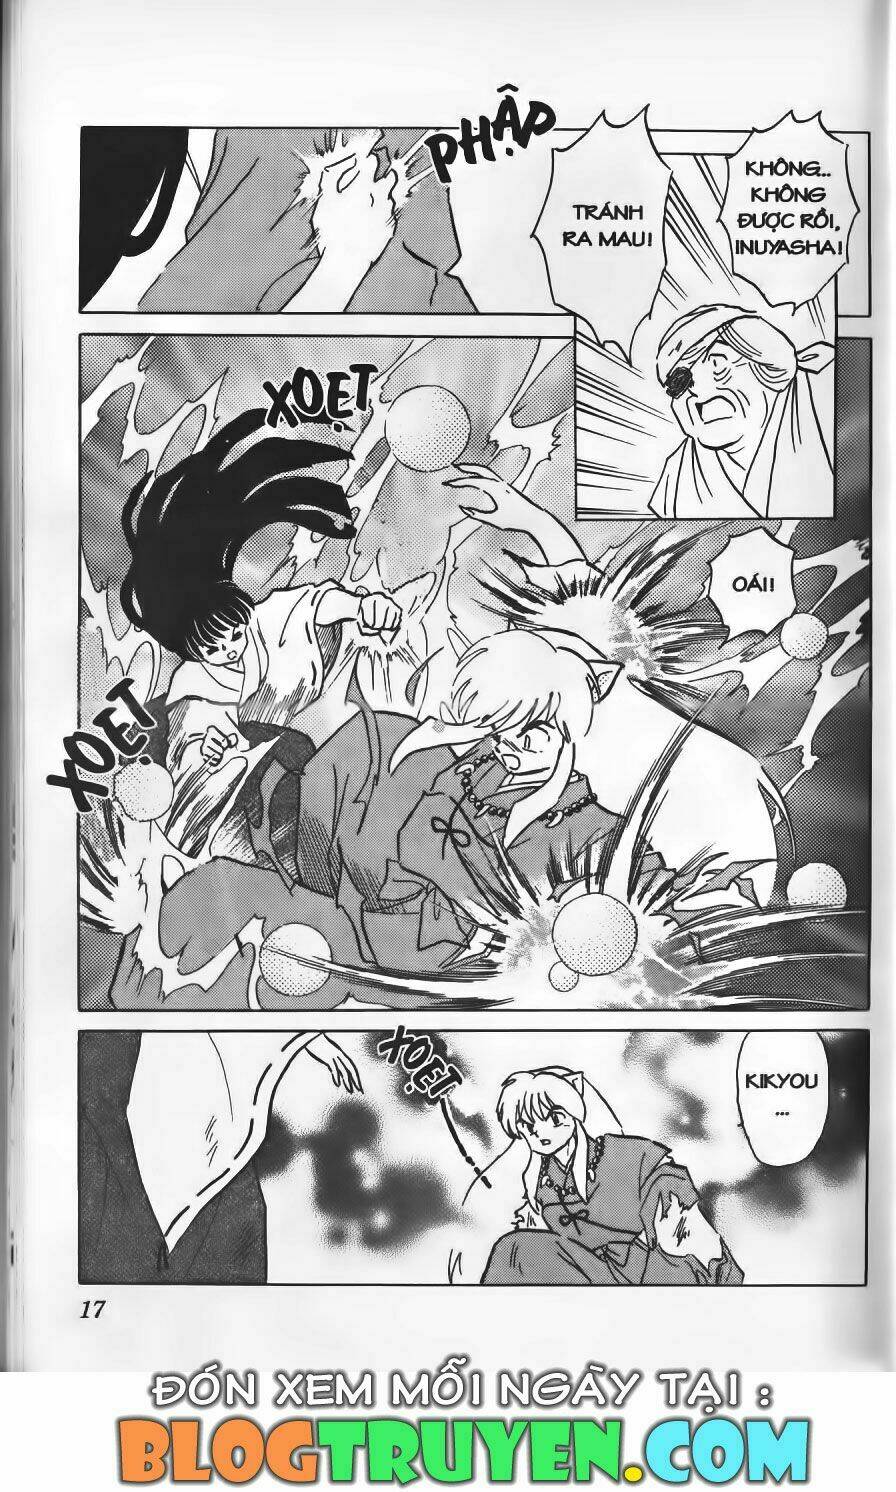 PHẬP
KHÔNG...
KHÔNG
ĐƯỢC RỒI,
INUYASHA!
TRÁNH
RA MAU!
XOẸT
OÁI!
XOẸT
XOẸT
KIKYOU
...
17
ĐÓN XEM MỖI NGÀY TẠI :
BLOGTRUYEN.COM